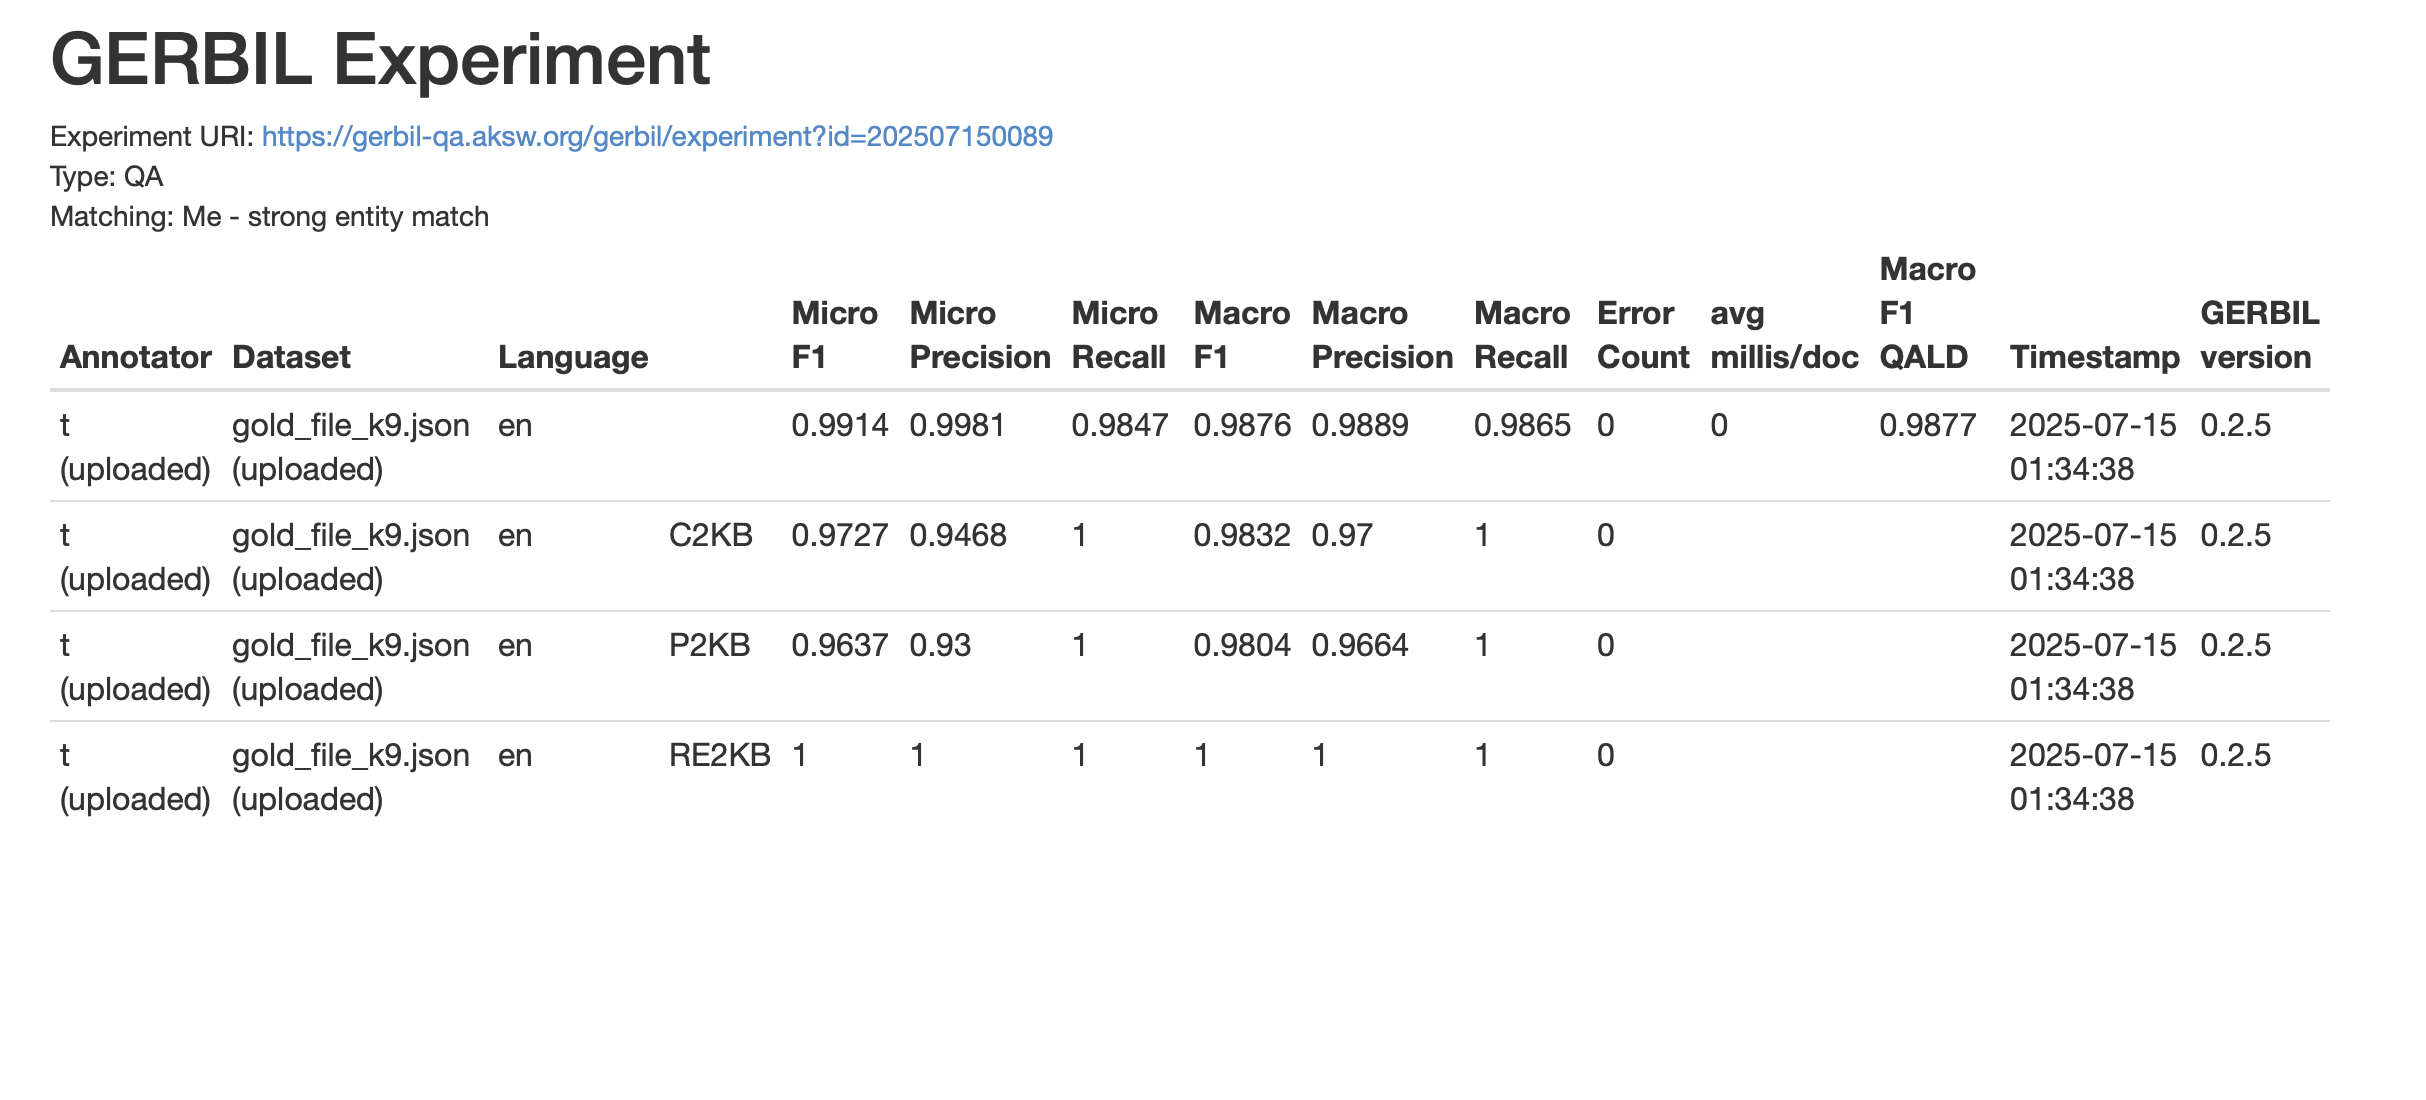 GERBIL Experiment
Experiment URI: https://gerbil-qa.aksw.org/gerbil/experiment?id=202507150089
Type: QA
Matching: Me - strong entity match
Annotator Dataset Language Micro F1 Micro Precision Micro Recall Macro F1 Macro Precision Macro Recall Error Count avg millis/doc Macro F1 QALD Timestamp GERBIL version
t (uploaded) gold_file_k9.json (uploaded) en 0.9914 0.9981 0.9847 0.9876 0.9889 0.9865 0 0 0.9877 2025-07-15 01:34:38 0.2.5
t (uploaded) gold_file_k9.json (uploaded) en C2KB 0.9727 0.9468 1 0.9832 0.97 1 0 2025-07-15 01:34:38 0.2.5
t (uploaded) gold_file_k9.json (uploaded) en P2KB 0.9637 0.93 1 0.9804 0.9664 1 0 2025-07-15 01:34:38 0.2.5
t (uploaded) gold_file_k9.json (uploaded) en RE2KB 1 1 1 1 1 1 0 2025-07-15 01:34:38 0.2.5